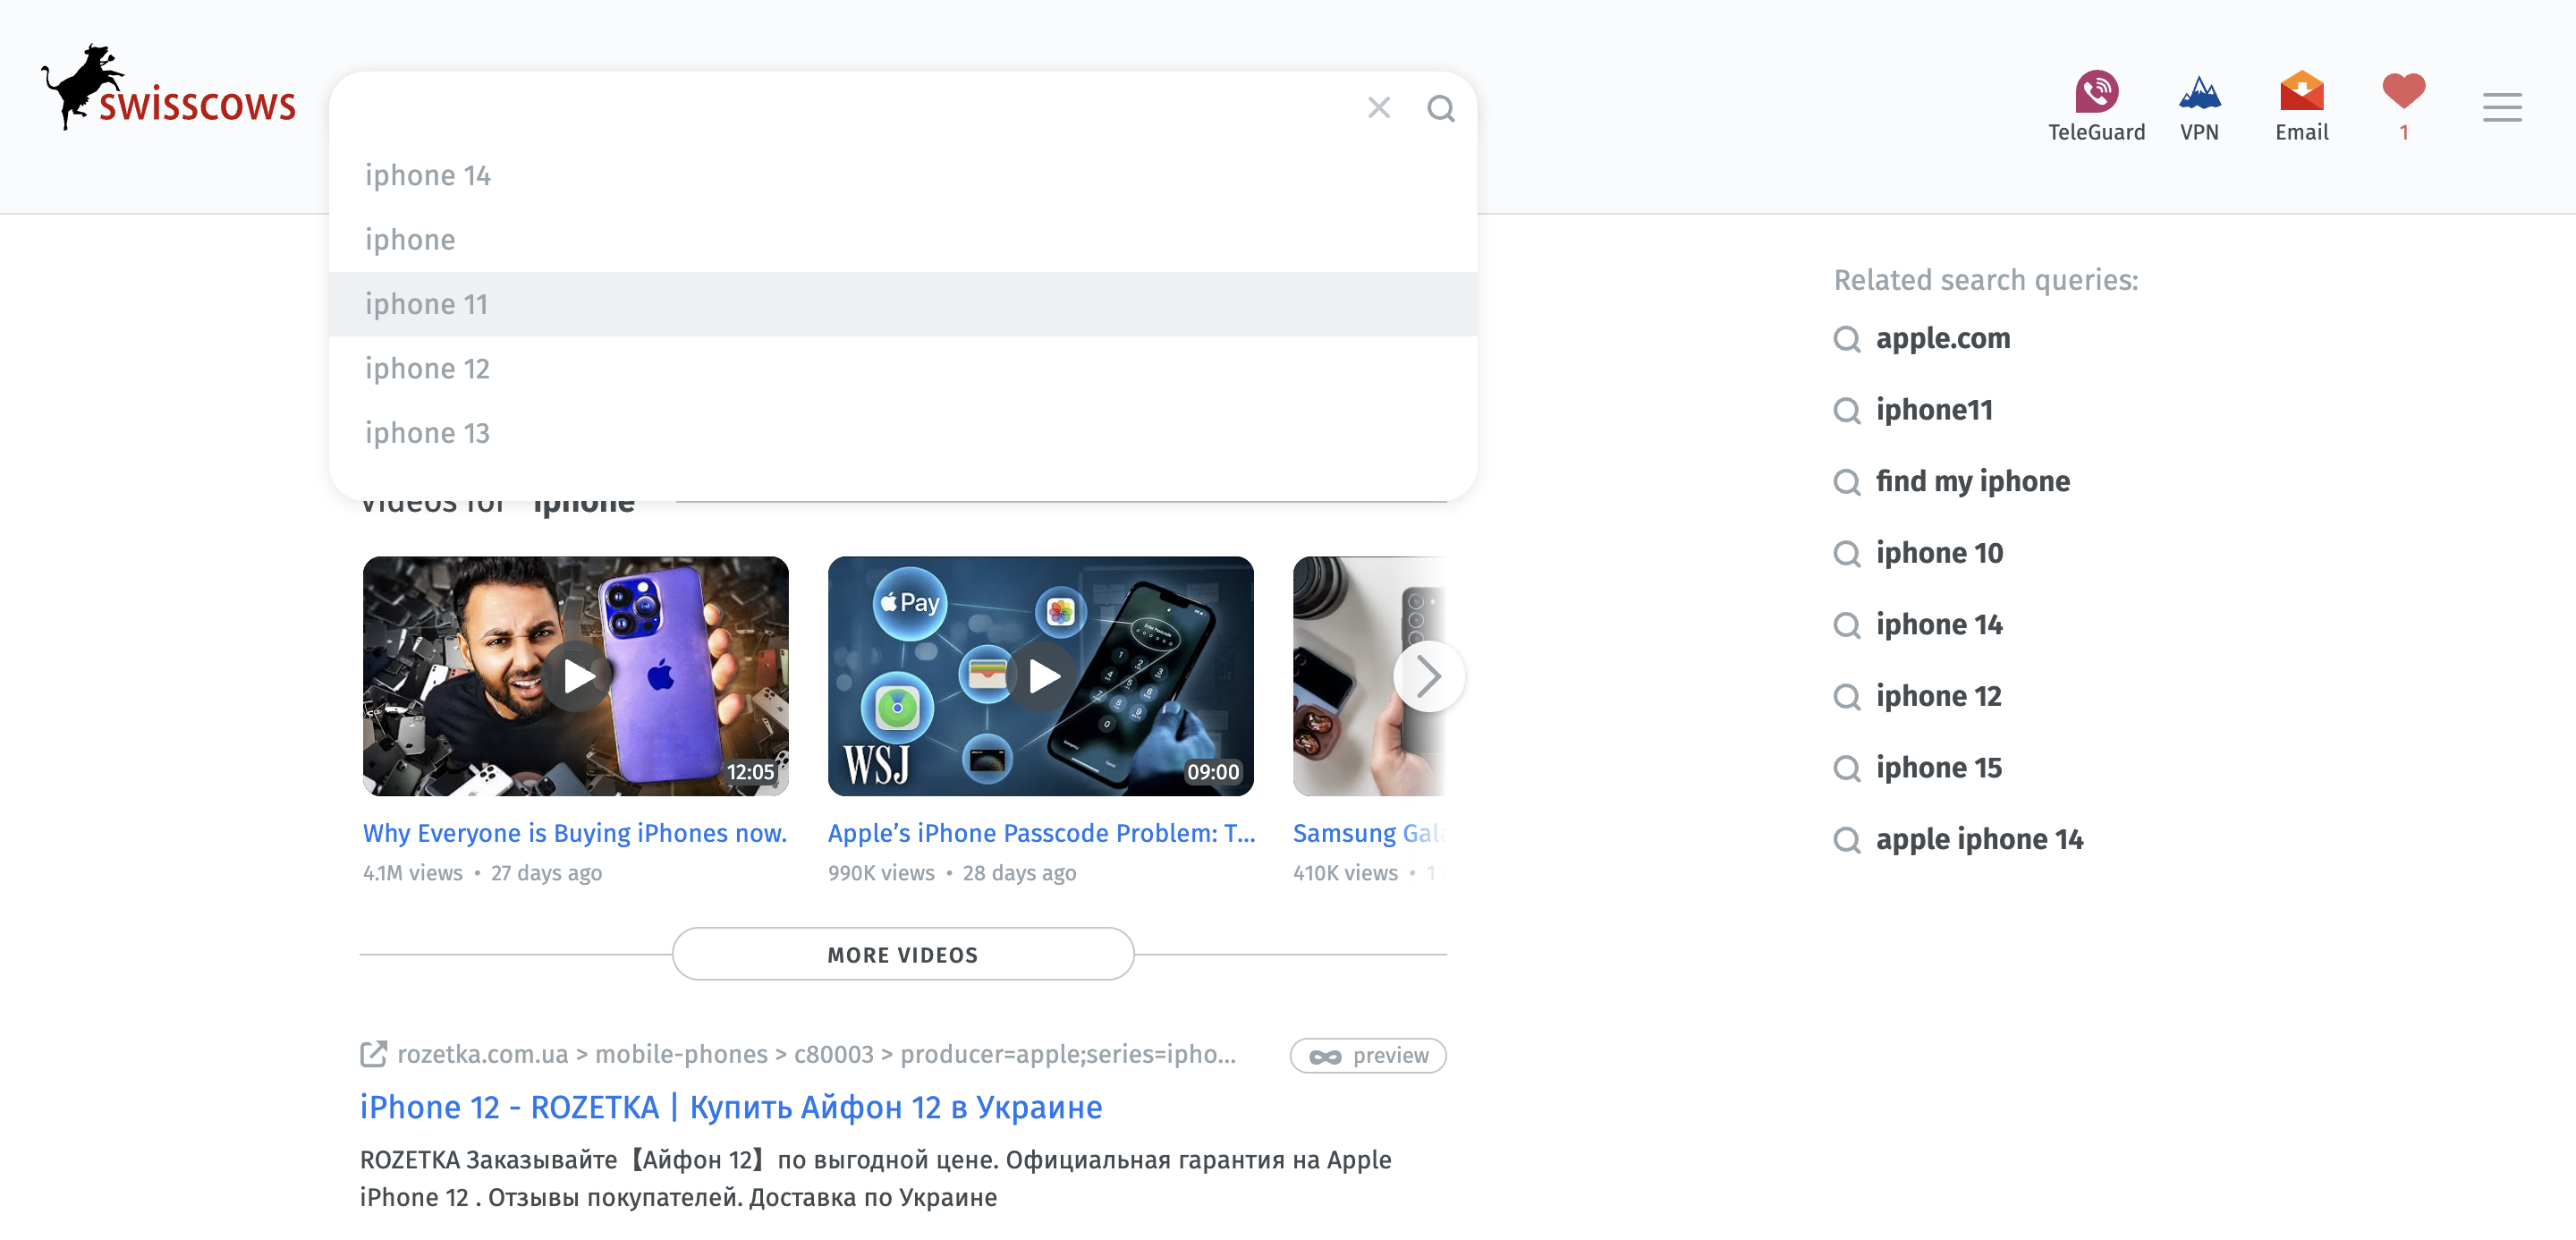 swisscows
TeleGuard
VPN
Email
1
iphone 14
iphone
iphone 11
iphone 12
iphone 13
Videos for iphone
Pay
WSJ
12:05
09:00
Why Everyone is Buying iPhones now.
4.1M views • 27 days ago
Apple’s iPhone Passcode Problem: T...
990K views • 28 days ago
Samsung Gala
410K views • 1
MORE VIDEOS
rozetka.com.ua > mobile-phones > c80003 > producer=apple;series=ipho...
preview
iPhone 12 - ROZETKA | Купить Айфон 12 в Украине
ROZETKA Заказывайте【Айфон 12】по выгодной цене. Официальная гарантия на Apple
iPhone 12 . Отзывы покупателей. Доставка по Украине
Related search queries:
apple.com
iphone11
find my iphone
iphone 10
iphone 14
iphone 12
iphone 15
apple iphone 14